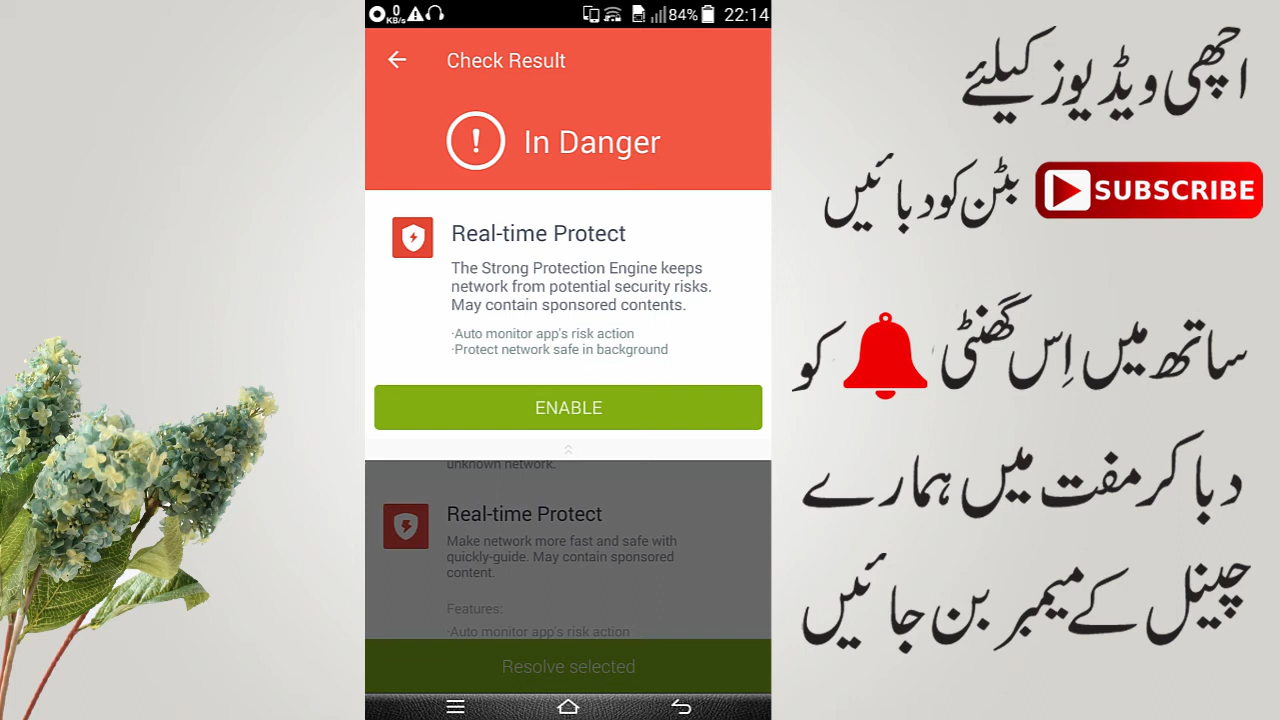 0
KB/s
84%
22:14
Check Result
In Danger
Real-time Protect
The Strong Protection Engine keeps
network from potential security risks.
May contain sponsored contents.
·Auto monitor app's risk action
·Protect network safe in background
ENABLE
unknown network.
Real-time Protect
Make network more fast and safe with
quickly-guide. May contain sponsored
content.
Features:
·Auto monitor app's risk action
Resolve selected
اچھی ویڈیوز کیلئے
SUBSCRIBE بٹن کو دبائیں
ساتھ میں اِس گھنٹی کو
دبا کر مفت میں ہمارے
چینل کے میمبر بن جائیں